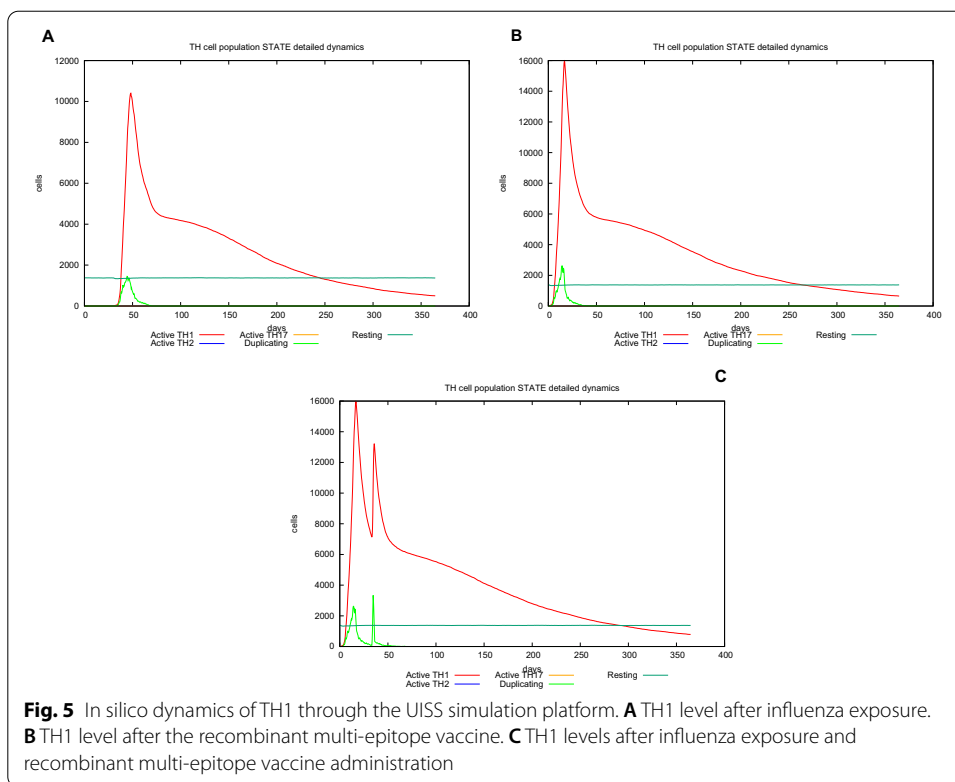 A
TH cell population STATE detailed dynamics
12000
10000
8000
6000
4000
2000
0
cells
0 50 100 150 200 250 300 350 400
days
Active TH1 Active TH17 Resting
Active TH2 Duplicating
B
TH cell population STATE detailed dynamics
16000
14000
12000
10000
8000
6000
4000
2000
0
cells
0 50 100 150 200 250 300 350 400
days
Active TH1 Active TH17 Resting
Active TH2 Duplicating
C
TH cell population STATE detailed dynamics
16000
14000
12000
10000
8000
6000
4000
2000
0
cells
0 50 100 150 200 250 300 350 400
days
Active TH1 Active TH17 Resting
Active TH2 Duplicating
Fig. 5 In silico dynamics of TH1 through the UISS simulation platform. A TH1 level after influenza exposure.
B TH1 level after the recombinant multi-epitope vaccine. C TH1 levels after influenza exposure and
recombinant multi-epitope vaccine administration